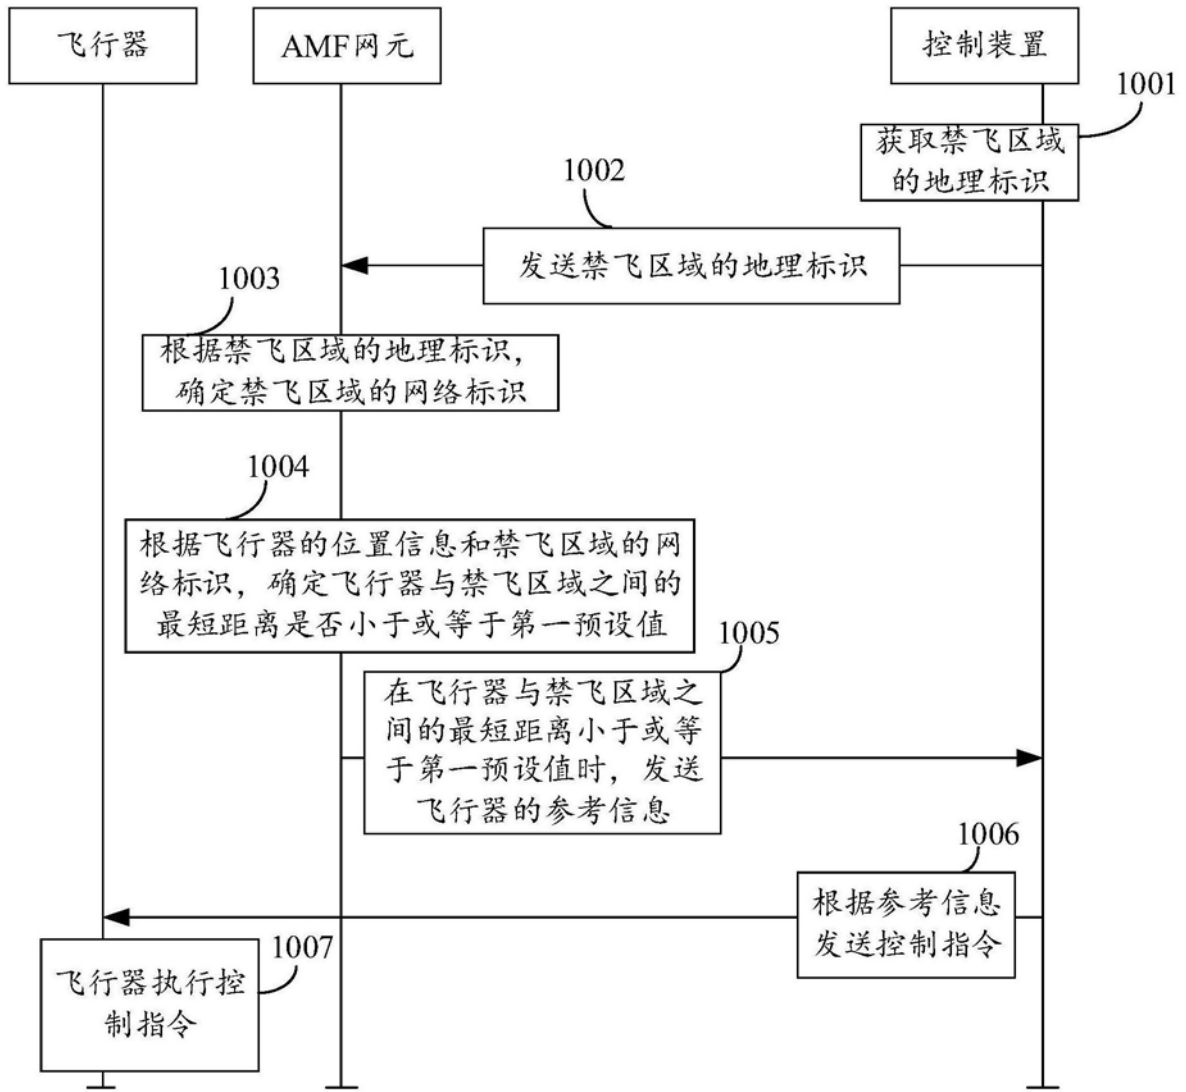 飞行器
AMF网元
控制装置
1001
获取禁飞区域
的地理标识
1002
发送禁飞区域的地理标识
1003
根据禁飞区域的地理标识，
确定禁飞区域的网络标识
1004
根据飞行器的位置信息和禁飞区域的网
络标识，确定飞行器与禁飞区域之间的
最短距离是否小于或等于第一预设值
1005
在飞行器与禁飞区域之
间的最短距离小于或等
于第一预设值时，发送
飞行器的参考信息
1006
根据参考信息
发送控制指令
1007
飞行器执行控
制指令